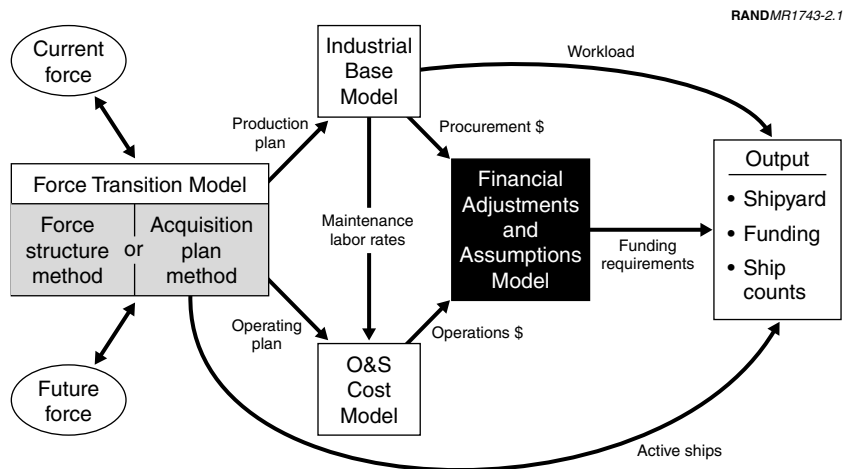 RANDMR1743-2.1
Current
force
Industrial
Base
Model
Workload
Production
plan
Procurement $
Force Transition Model
Force
structure
method
or
Acquisition
plan
method
Maintenance
labor rates
Financial
Adjustments
and
Assumptions
Model
Funding
requirements
Output
• Shipyard
• Funding
• Ship
counts
Operating
plan
Operations $
O&S
Cost
Model
Future
force
Active ships